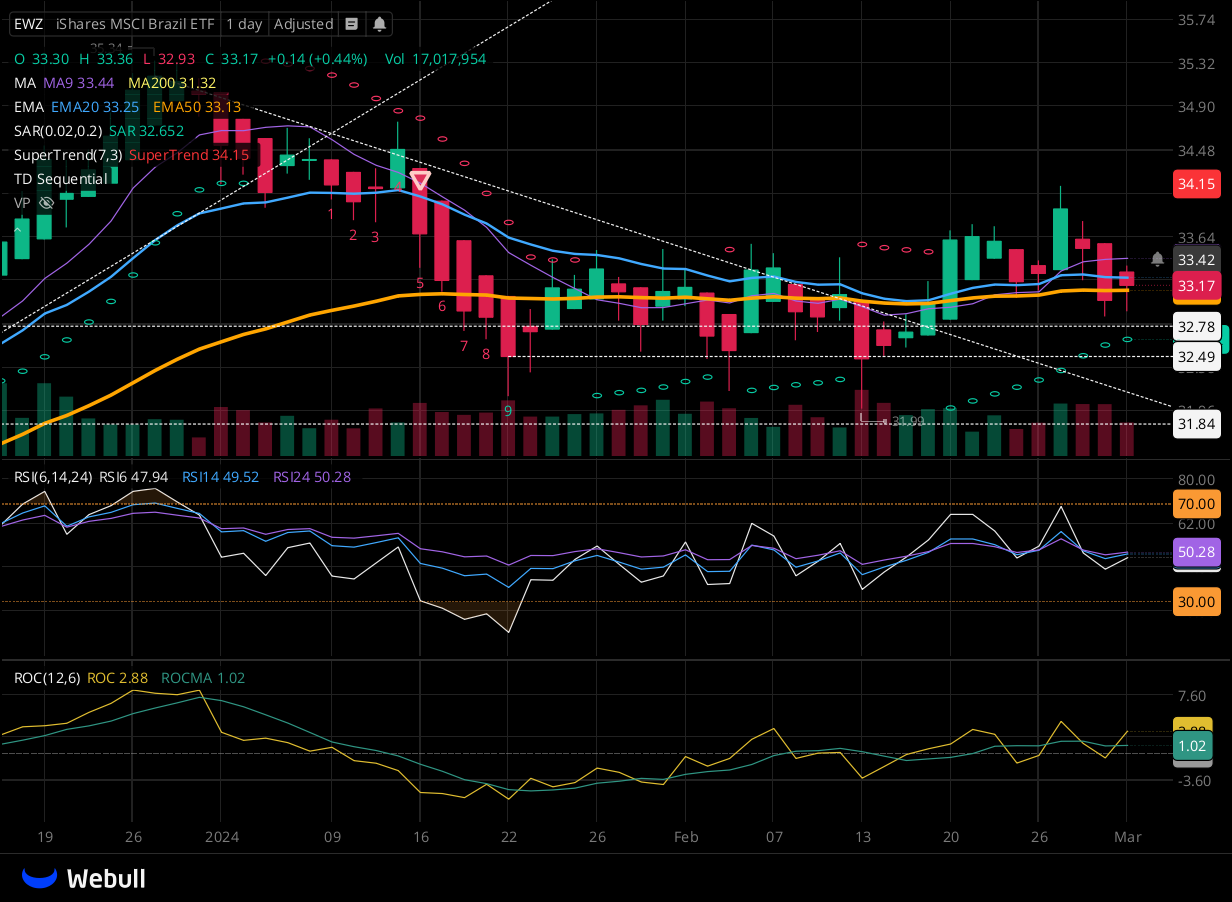 EWZ iShares MSCI Brazil ETF 1 day Adjusted
O 33.30 H 33.36 L 32.93 C 33.17 +0.14 (+0.44%) Vol 17,017,954
MA MA9 33.44 MA200 31.32
EMA EMA20 33.25 EMA50 33.13
SAR(0.02,0.2) SAR 32.652
SuperTrend(7,3) SuperTrend 34.15
TD Sequential
VP
35.74
35.32
34.90
34.48
34.15
33.64
33.42
33.17
32.78
32.49
31.84
1
2 3
5
6
7
8
9
31.99
RSI(6,14,24) RSI6 47.94 RSI14 49.52 RSI24 50.28
80.00
70.00
62.00
50.28
30.00
ROC(12,6) ROC 2.88 ROCMA 1.02
7.60
1.02
-3.60
19 26 2024 09 16 22 26 Feb 07 13 20 26 Mar
Webull